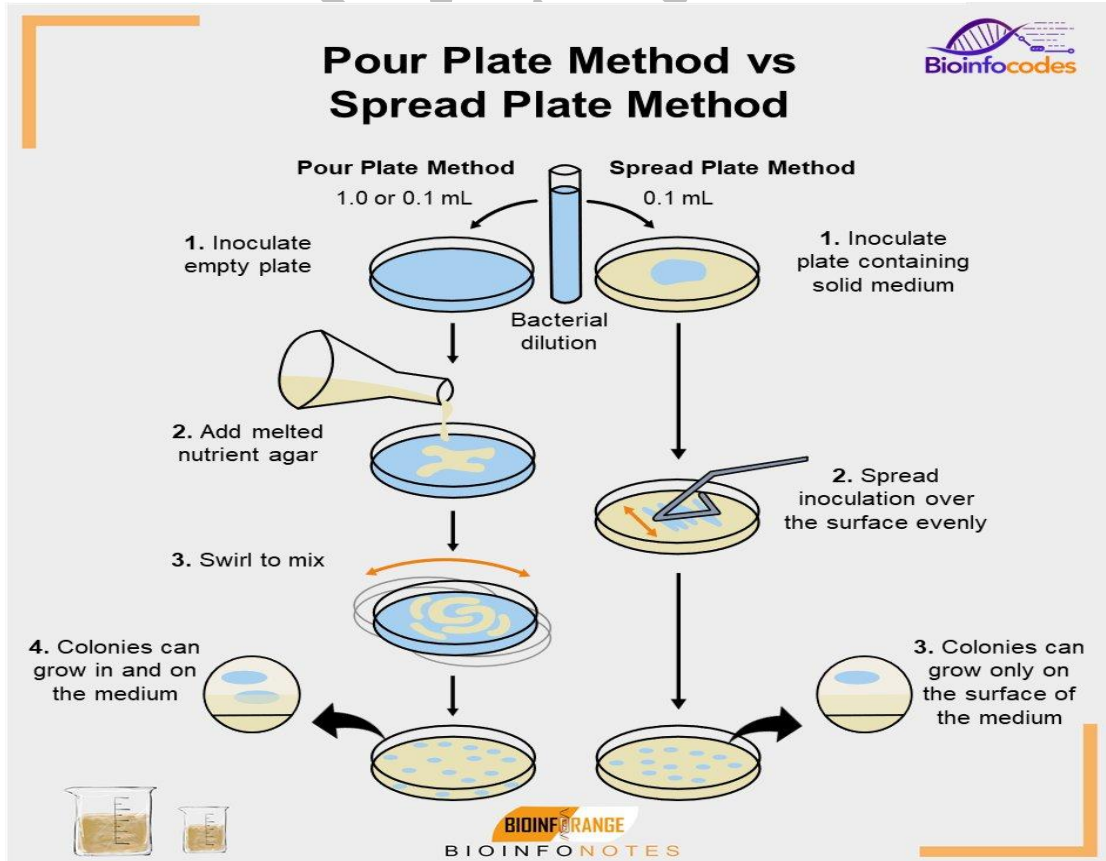 Pour Plate Method vs
Spread Plate Method
Bioinfocodes
Pour Plate Method
1.0 or 0.1 mL
Spread Plate Method
0.1 mL
1. Inoculate
empty plate
Bacterial
dilution
1. Inoculate
plate containing
solid medium
2. Add melted
nutrient agar
2. Spread
inoculation over
the surface evenly
3. Swirl to mix
4. Colonies can
grow in and on
the medium
3. Colonies can
grow only on
the surface of
the medium
BIOINF RANGE
BIOINFONOTES